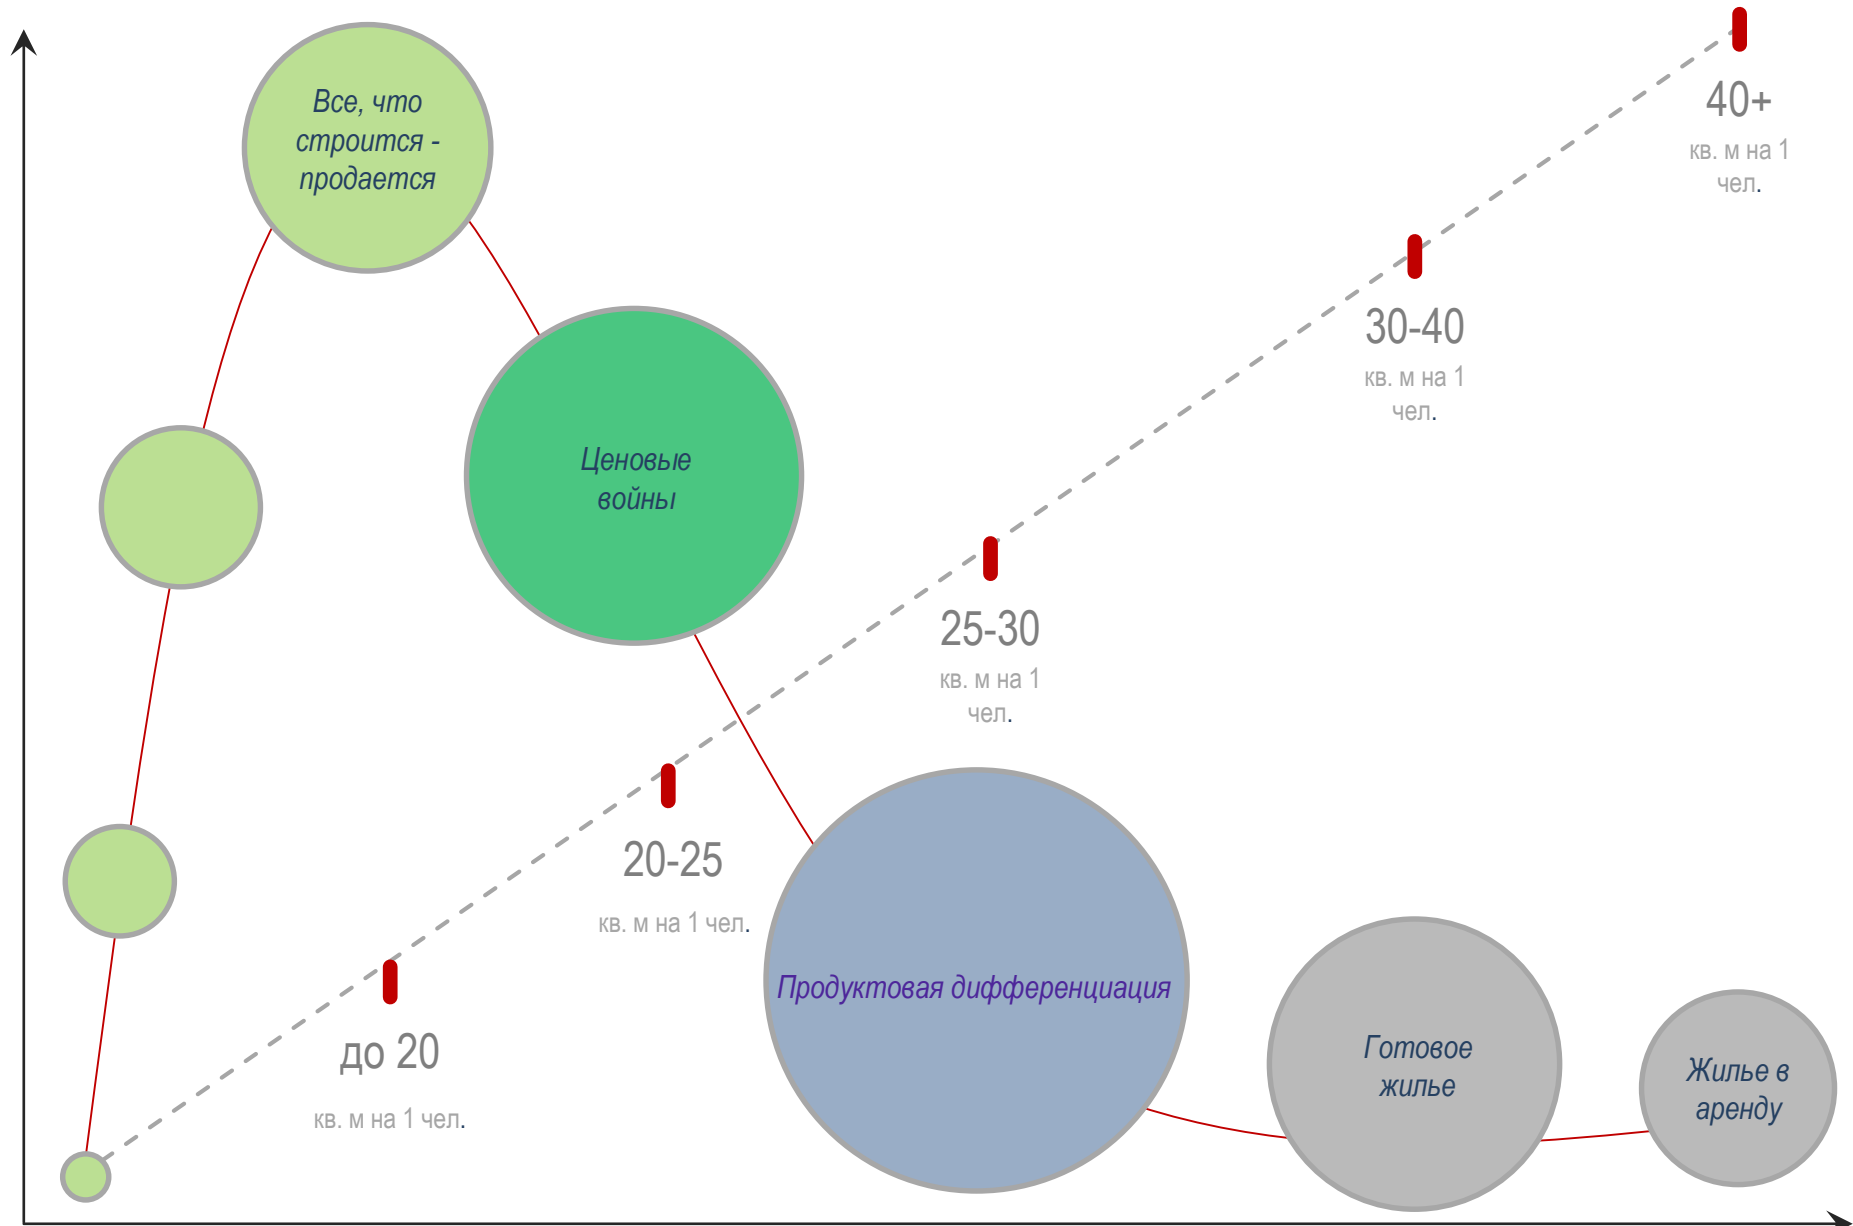 Все, что
строится -
продается
40+
кв. м на 1
чел.
30-40
кв. м на 1
чел.
Ценовые
войны
25-30
кв. м на 1
чел.
20-25
кв. м на 1 чел.
Продуктовая дифференциация
до 20
кв. м на 1 чел.
Готовое
жилье
Жилье в
аренду